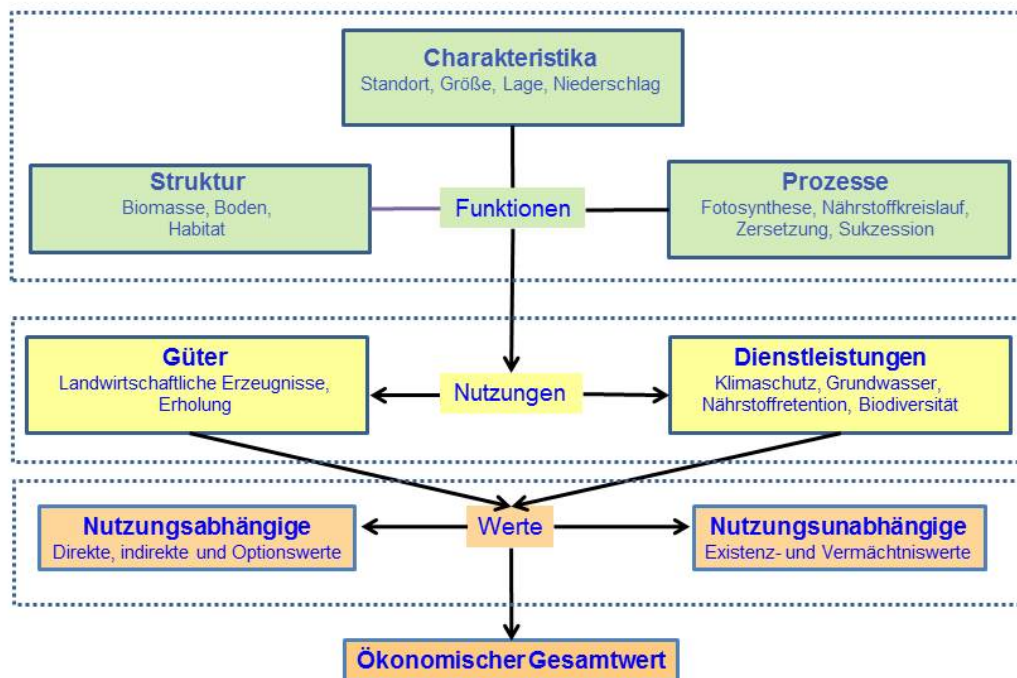 Charakteristika
Standort, Größe, Lage, Niederschlag
Struktur
Biomasse, Boden,
Habitat
Funktionen
Prozesse
Fotosynthese, Nährstoffkreislauf,
Zersetzung, Sukzession
Güter
Landwirtschaftliche Erzeugnisse,
Erholung
Nutzungen
Dienstleistungen
Klimaschutz, Grundwasser,
Nährstoffretention, Biodiversität
Nutzungsabhängige
Direkte, indirekte und Optionswerte
Werte
Nutzungsunabhängige
Existenz- und Vermächtniswerte
Ökonomischer Gesamtwert